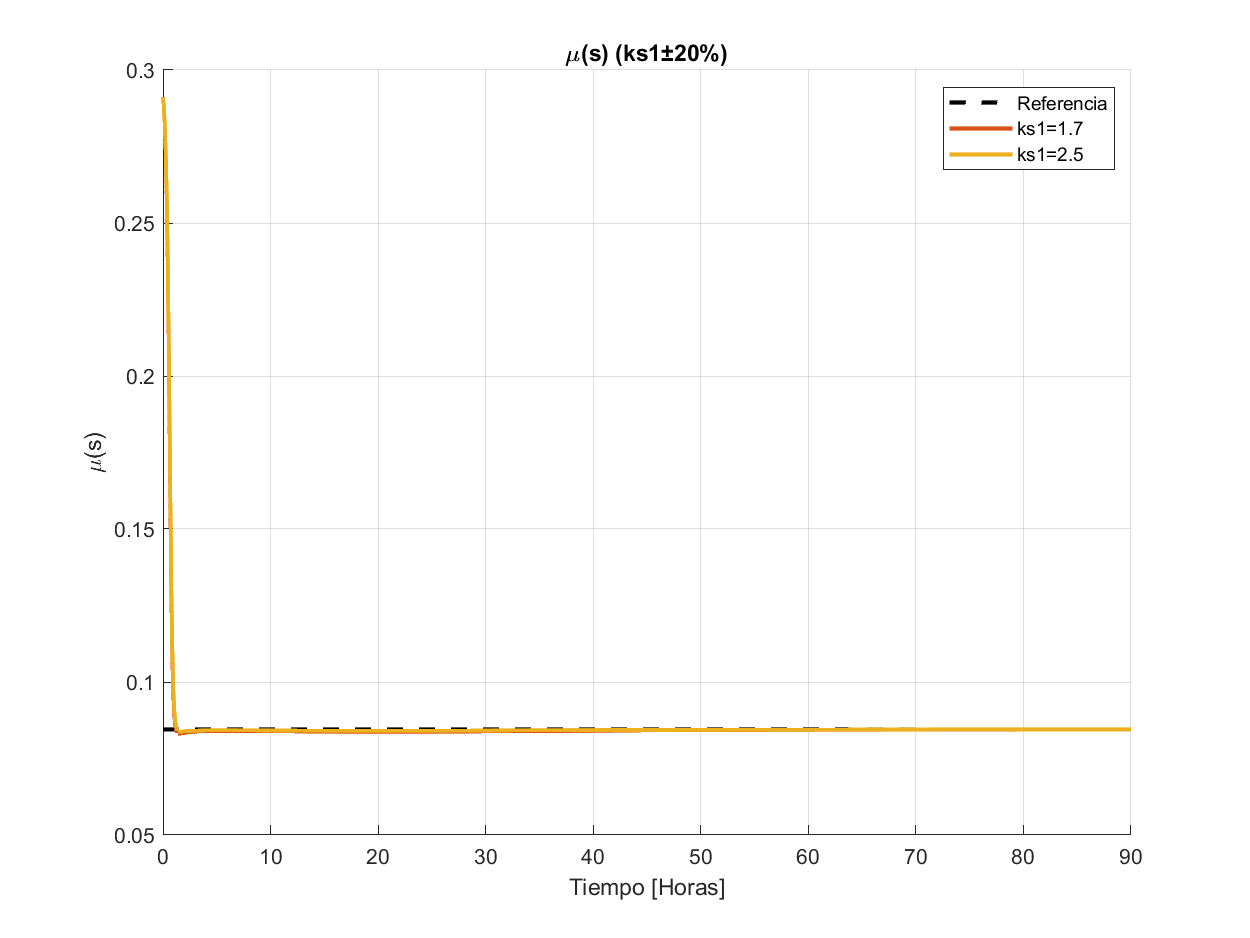 μ(s) (ks1±20%)
0.3
0.25
0.2
0.15
0.1
0.05
μ(s)
Referencia
ks1=1.7
ks1=2.5
0 10 20 30 40 50 60 70 80 90
Tiempo [Horas]